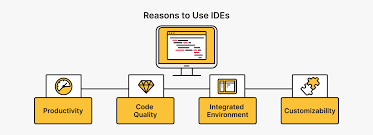 Reasons to Use IDEs
Productivity
Code
Quality
Integrated
Environment
Customizability